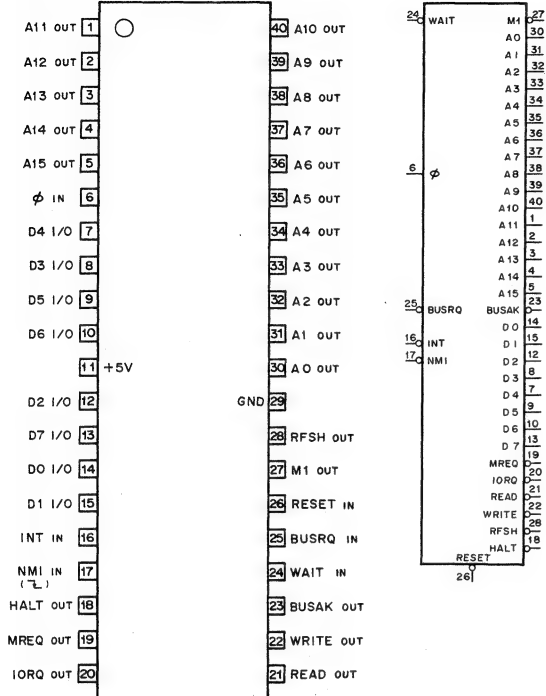 A11 OUT 1
A12 OUT 2
A13 OUT 3
A14 OUT 4
A15 OUT 5
ϕ IN 6
D4 I/O 7
D3 I/O 8
D5 I/O 9
D6 I/O 10
11 +5V
D2 I/O 12
D7 I/O 13
D0 I/O 14
D1 I/O 15
INT IN 16
NMI IN 17
HALT OUT 18
MREQ OUT 19
IORQ OUT 20
40 A10 OUT
39 A9 OUT
38 A8 OUT
37 A7 OUT
36 A6 OUT
35 A5 OUT
34 A4 OUT
33 A3 OUT
32 A2 OUT
31 A1 OUT
30 A0 OUT
GND 29
28 RFSH OUT
27 M1 OUT
26 RESET IN
25 BUSRQ IN
24 WAIT IN
23 BUSAK OUT
22 WRITE OUT
21 READ OUT
24 WAIT
6 ϕ
25 BUSRQ
16 INT
17 NMI
M1 27
A0 30
A1 31
A2 32
A3 33
A4 34
A5 35
A6 36
A7 37
A8 38
A9 39
A10 40
A11 1
A12 2
A13 3
A14 4
A15 5
BUSAK 23
D0 14
D1 15
D2 12
D3 8
D4 7
D5 9
D6 10
D7 13
MREQ 19
IORQ 20
READ 21
WRITE 22
RFSH 28
HALT 18
RESET
26